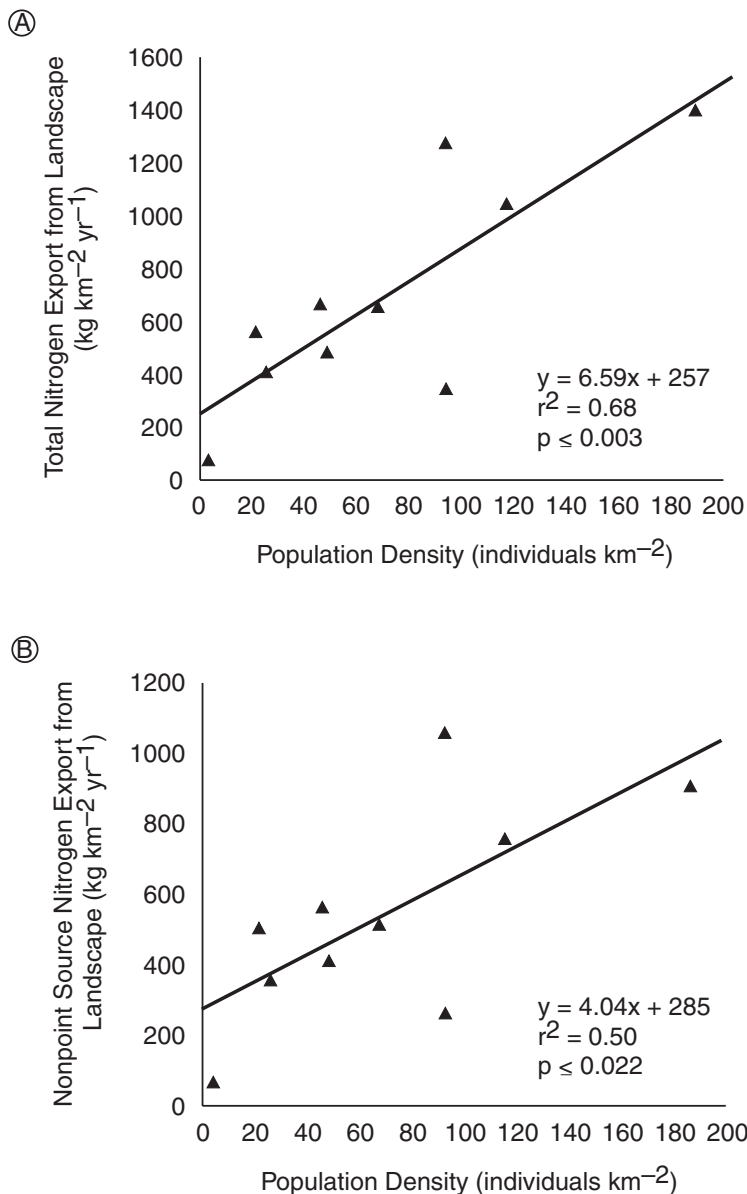 Ⓐ
Total Nitrogen Export from Landscape
(kg km⁻² yr⁻¹)
1600
1400
1200
1000
800
600
400
200
0
y = 6.59x + 257
r² = 0.68
p ≤ 0.003
0 20 40 60 80 100 120 140 160 180 200
Population Density (individuals km⁻²)
Ⓑ
Nonpoint Source Nitrogen Export from
Landscape (kg km⁻² yr⁻¹)
1200
1000
800
600
400
200
0
y = 4.04x + 285
r² = 0.50
p ≤ 0.022
0 20 40 60 80 100 120 140 160 180 200
Population Density (individuals km⁻²)